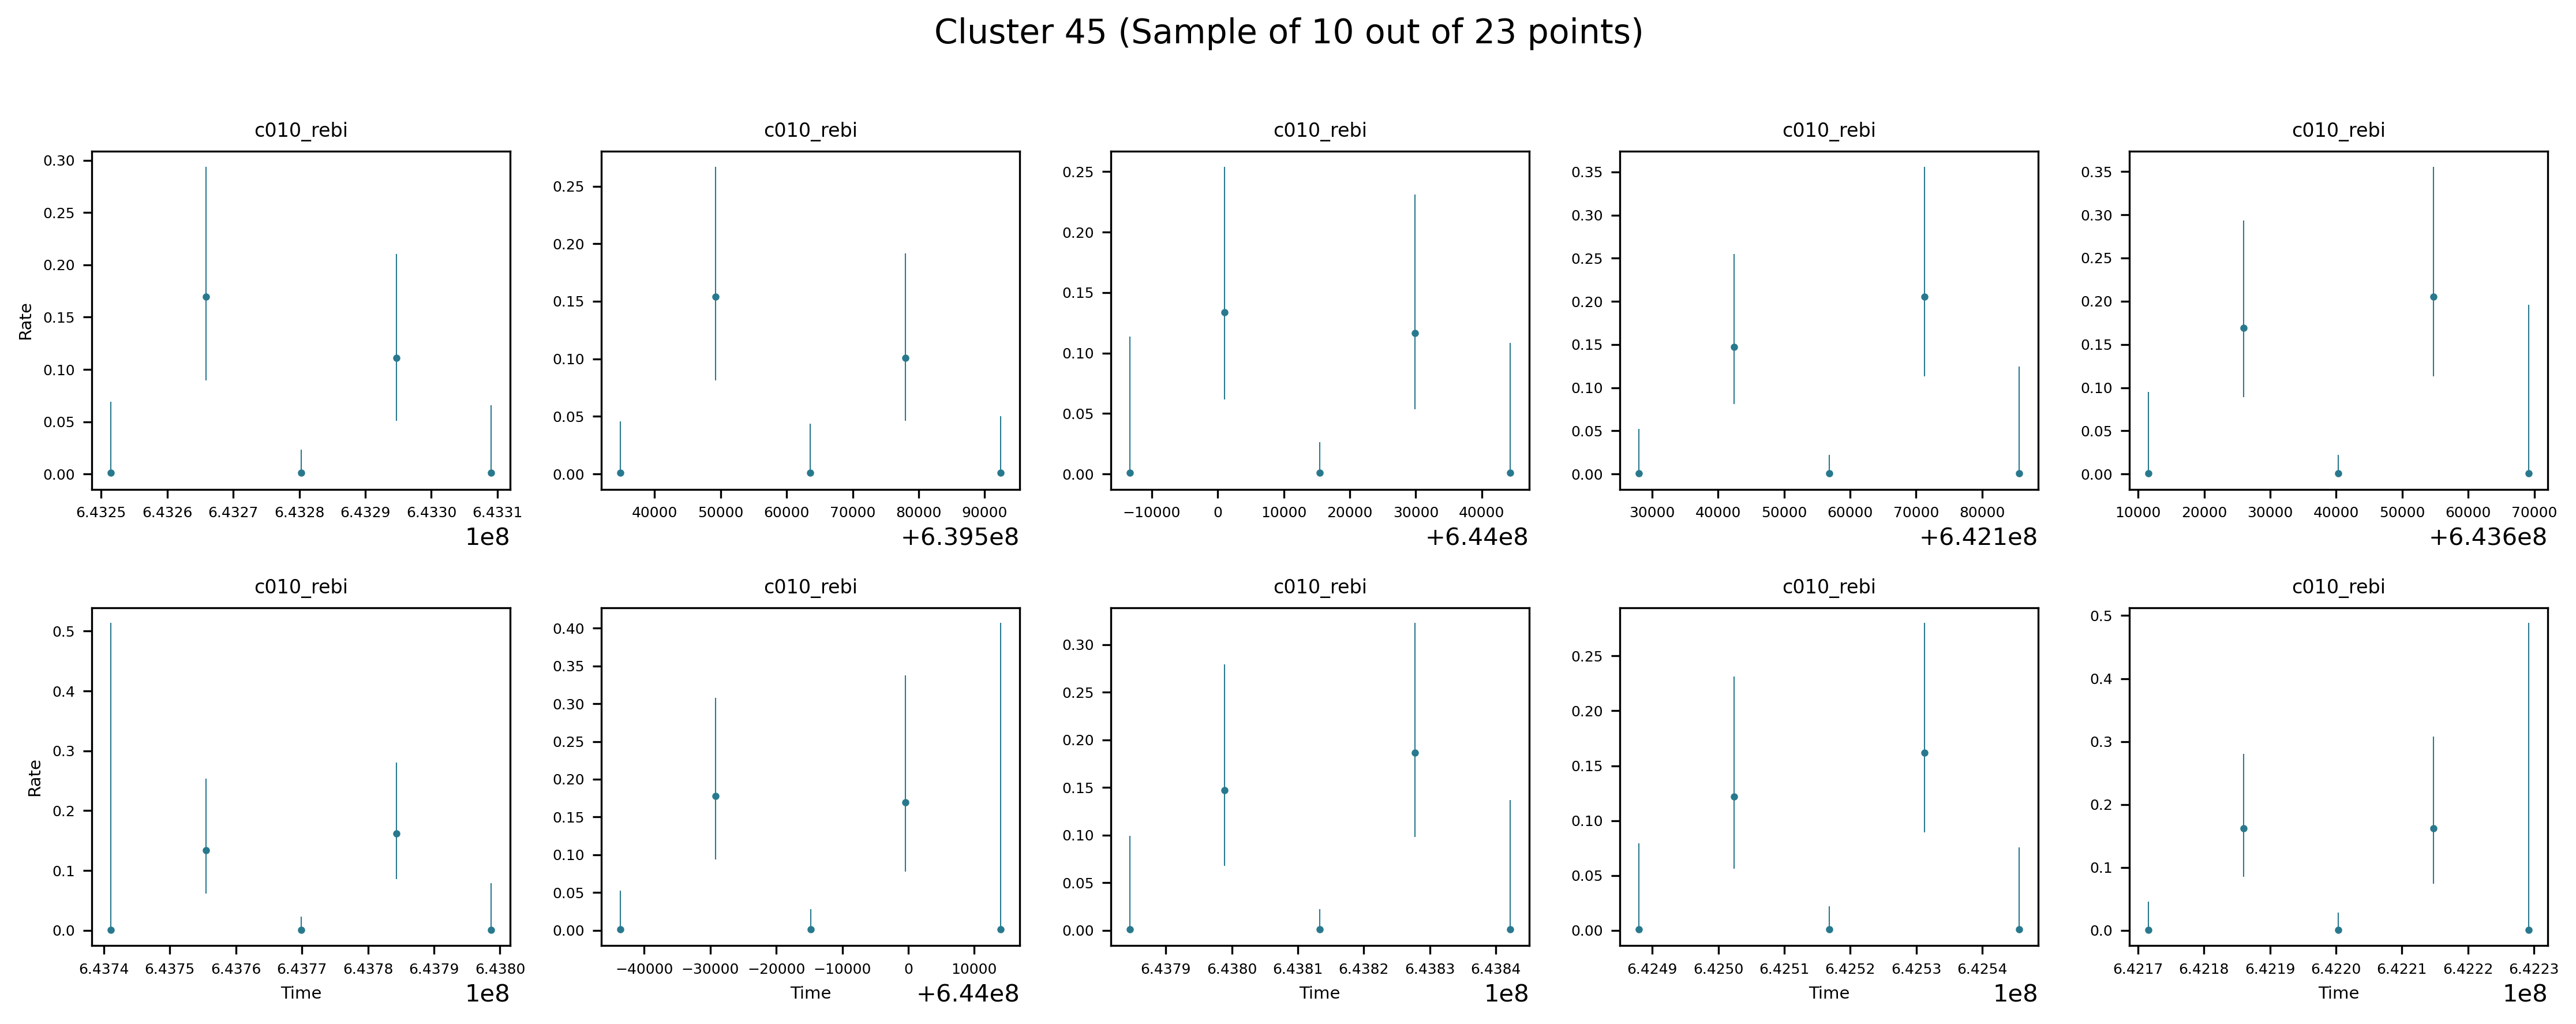 Cluster 45 (Sample of 10 out of 23 points)
c010_rebi c010_rebi c010_rebi c010_rebi c010_rebi
Rate
0.30 0.25 0.20 0.15 0.10 0.05 0.00
6.4325 6.4326 6.4327 6.4328 6.4329 6.4330 6.4331
1e8
0.25 0.20 0.15 0.10 0.05 0.00
40000 50000 60000 70000 80000 90000
+6.395e8
0.25 0.20 0.15 0.10 0.05 0.00
−10000 0 10000 20000 30000 40000
+6.44e8
0.35 0.30 0.25 0.20 0.15 0.10 0.05 0.00
30000 40000 50000 60000 70000 80000
+6.421e8
0.35 0.30 0.25 0.20 0.15 0.10 0.05 0.00
10000 20000 30000 40000 50000 60000 70000
+6.436e8
c010_rebi c010_rebi c010_rebi c010_rebi c010_rebi
Rate
0.5 0.4 0.3 0.2 0.1 0.0
6.4374 6.4375 6.4376 6.4377 6.4378 6.4379 6.4380
Time 1e8
0.40 0.35 0.30 0.25 0.20 0.15 0.10 0.05 0.00
−40000 −30000 −20000 −10000 0 10000
Time +6.44e8
0.30 0.25 0.20 0.15 0.10 0.05 0.00
6.4379 6.4380 6.4381 6.4382 6.4383 6.4384
Time 1e8
0.25 0.20 0.15 0.10 0.05 0.00
6.4249 6.4250 6.4251 6.4252 6.4253 6.4254
Time 1e8
0.5 0.4 0.3 0.2 0.1 0.0
6.4217 6.4218 6.4219 6.4220 6.4221 6.4222 6.4223
Time 1e8